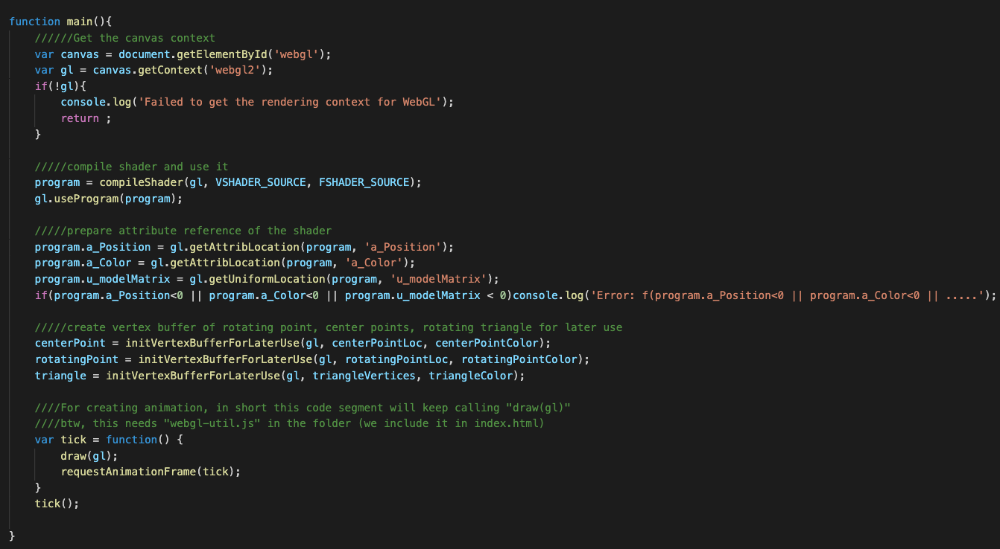 function main(){
    //////Get the canvas context
    var canvas = document.getElementById('webgl');
    var gl = canvas.getContext('webgl2');
    if(!gl){
        console.log('Failed to get the rendering context for WebGL');
        return ;
    }
    /////compile shader and use it
    program = compileShader(gl, VSHADER_SOURCE, FSHADER_SOURCE);
    gl.useProgram(program);
    /////prepare attribute reference of the shader
    program.a_Position = gl.getAttribLocation(program, 'a_Position');
    program.a_Color = gl.getAttribLocation(program, 'a_Color');
    program.u_modelMatrix = gl.getUniformLocation(program, 'u_modelMatrix');
    if(program.a_Position<0 || program.a_Color<0 || program.u_modelMatrix < 0)console.log('Error: f(program.a_Position<0 || program.a_Color<0 || .....');
    /////create vertex buffer of rotating point, center points, rotating triangle for later use
    centerPoint = initVertexBufferForLaterUse(gl, centerPointLoc, centerPointColor);
    rotatingPoint = initVertexBufferForLaterUse(gl, rotatingPointLoc, rotatingPointColor);
    triangle = initVertexBufferForLaterUse(gl, triangleVertices, triangleColor);
    ////For creating animation, in short this code segment will keep calling "draw(gl)"
    ////btw, this needs "webgl-util.js" in the folder (we include it in index.html)
    var tick = function() {
        draw(gl);
        requestAnimationFrame(tick);
    }
    tick();
}